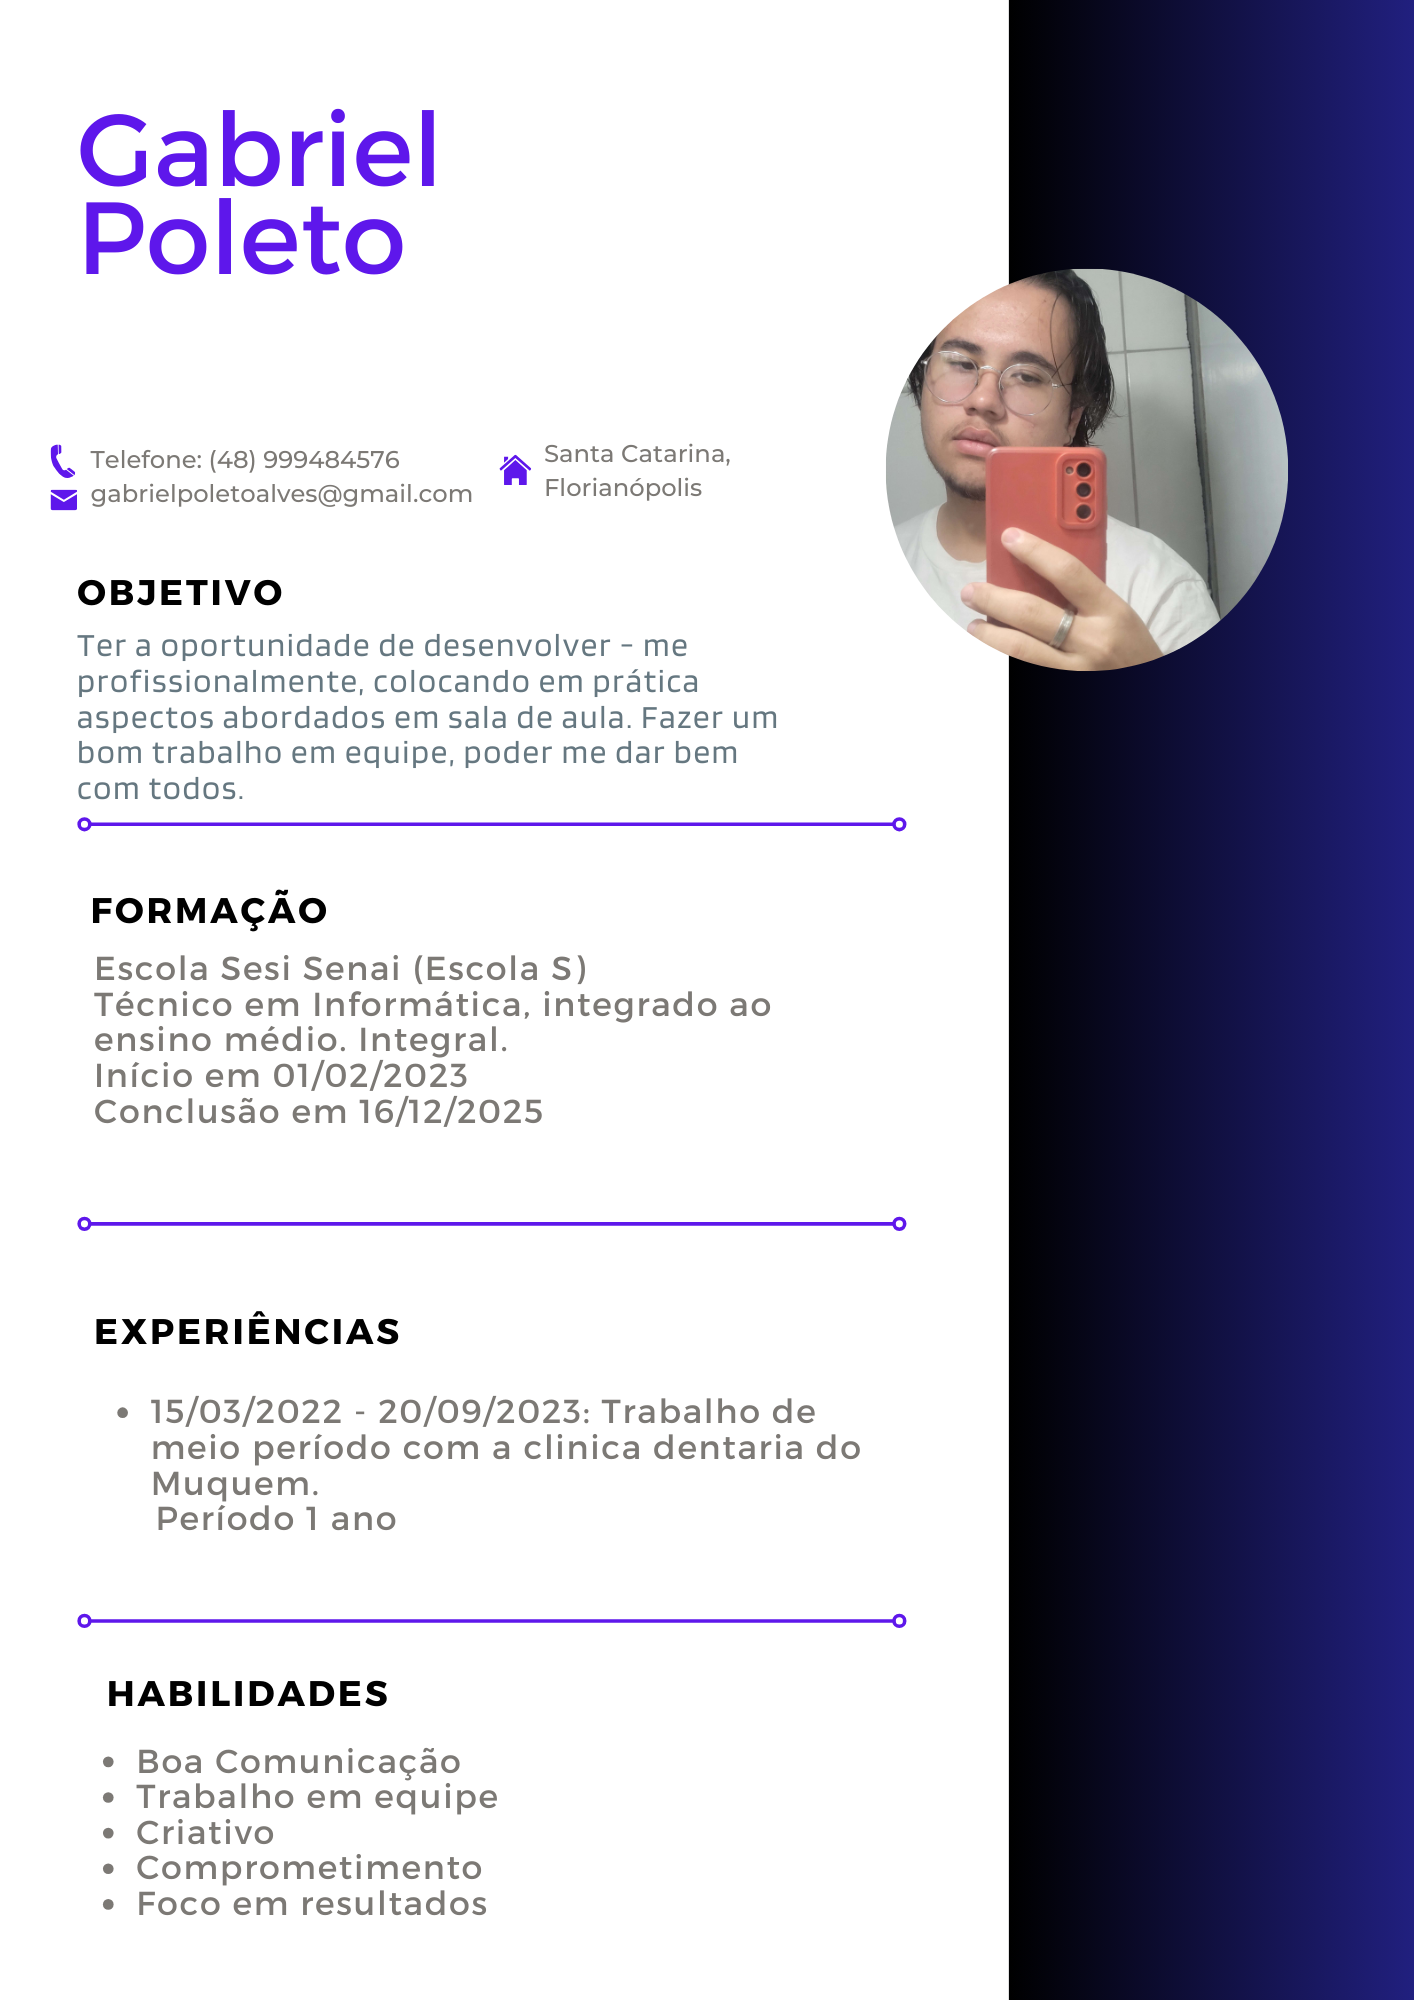 Gabriel
Poleto
Telefone: (48) 999484576
gabrielpoletoalves@gmail.com
Santa Catarina,
Florianópolis
OBJETIVO
Ter a oportunidade de desenvolver - me
profissionalmente, colocando em prática
aspectos abordados em sala de aula. Fazer um
bom trabalho em equipe, poder me dar bem
com todos.
FORMAÇÃO
Escola Sesi Senai (Escola S)
Técnico em Informática, integrado ao
ensino médio. Integral.
Início em 01/02/2023
Conclusão em 16/12/2025
EXPERIÊNCIAS
• 15/03/2022 - 20/09/2023: Trabalho de
meio período com a clinica dentaria do
Muquem.
Período 1 ano
HABILIDADES
• Boa Comunicação
• Trabalho em equipe
• Criativo
• Comprometimento
• Foco em resultados